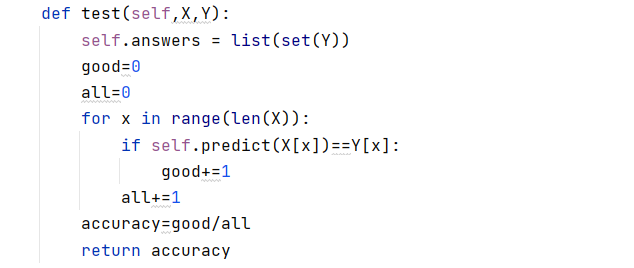 def test(self,X,Y):
    self.answers = list(set(Y))
    good=0
    all=0
    for x in range(len(X)):
        if self.predict(X[x])==Y[x]:
            good+=1
        all+=1
    accuracy=good/all
    return accuracy